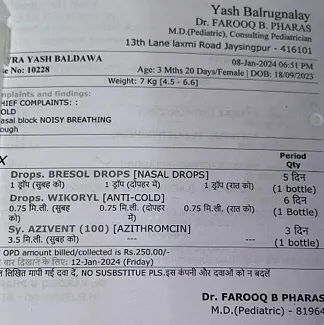 Yash Balrugnalay
Dr. FAROOQ B. PHARAS
M.D.(Pediatric), Consulting Pediatrician
13th Lane laxmi Road Jaysingpur - 416101
RA YASH BALDAWA
08-Jan-2024 06:51 PM
e No: 10228
Age: 3 Mths 20 Days/Female | DOB: 18/09/2023
Weight: 7 Kg [4.5 - 6.6]
mplaints and findings:
HIEF COMPLAINTS: :
OLD
asal block NOISY BREATHING
ough
Period
Qty
Drops. BRESOL DROPS [NASAL DROPS]
5 दिन
1 ड्रॉप (सुबह को) 1 ड्रॉप (दोपहर में) 1 ड्रॉप (रात को)
(1 bottle)
Drops. WIKORYL [ANTI-COLD]
6 दिन
0.75 मि.ली. (सुबह को) 0.75 मि.ली. (दोपहर में) 0.75 मि.ली. (रात को)
(1 bottle)
Sy. AZIVENT (100) [AZITHROMCIN]
3 दिन
3.5 मि.ली. (सुबह को) --- ---
(1 bottle)
OPD amount billed/collected is Rs.250.00/-
बार दिखाने के लिए: 12-Jan-2024 (Friday)
लिखित मापी गई दवा दें, NO SUSBSTITUE PLS.इस कंपनी और दवाओं को न बदलें
Dr. FAROOQ B PHARAS
M.D.(Pediatric) - 81964